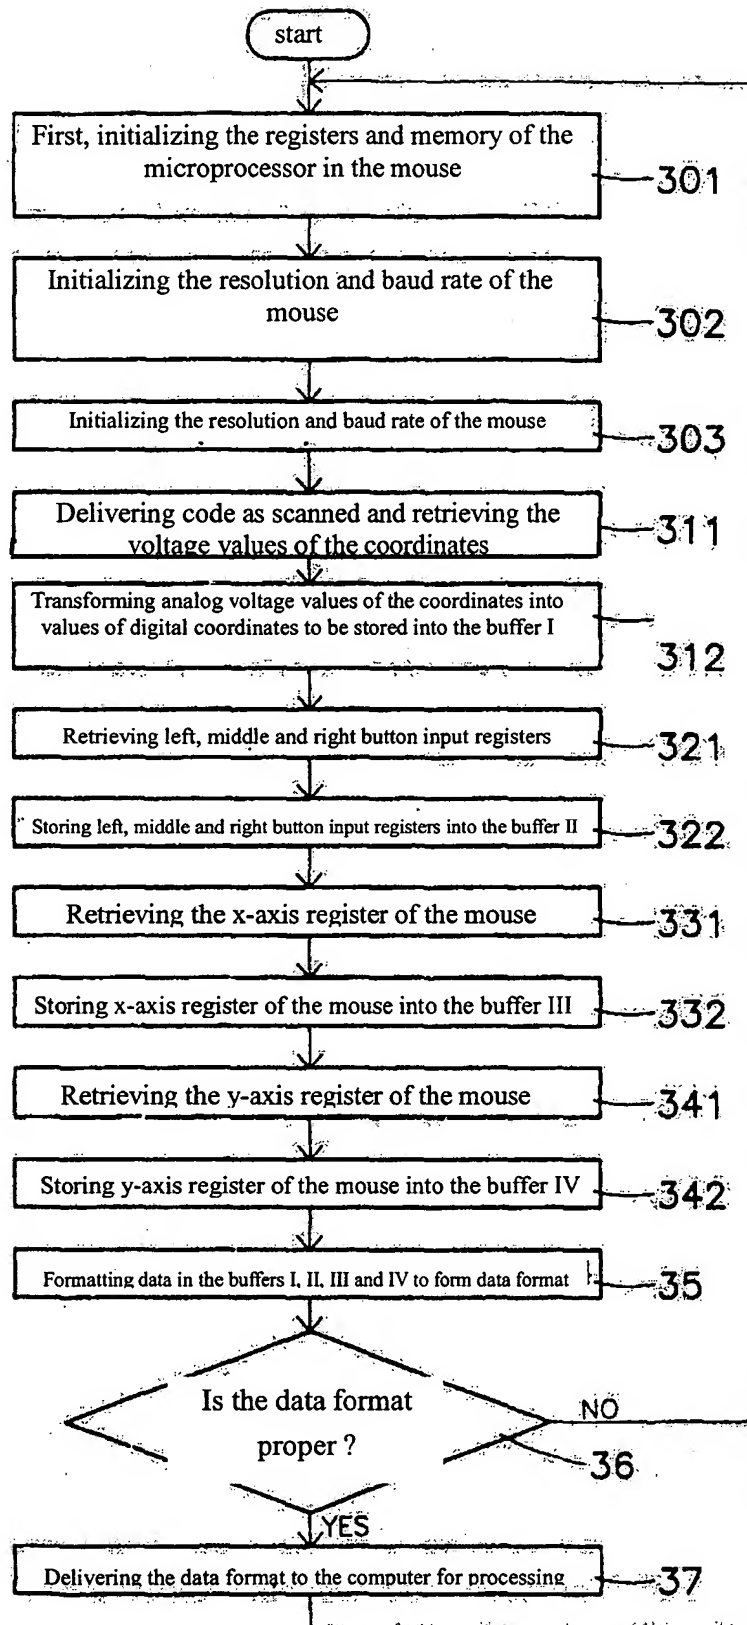 start
First, initializing the registers and memory of the
microprocessor in the mouse
301
Initializing the resolution and baud rate of the
mouse
302
Initializing the resolution and baud rate of the mouse
303
Delivering code as scanned and retrieving the
voltage values of the coordinates
311
Transforming analog voltage values of the coordinates into
values of digital coordinates to be stored into the buffer I
312
Retrieving left, middle and right button input registers
321
Storing left, middle and right button input registers into the buffer II
322
Retrieving the x-axis register of the mouse
331
Storing x-axis register of the mouse into the buffer III
332
Retrieving the y-axis register of the mouse
341
Storing y-axis register of the mouse into the buffer IV
342
Formatting data in the buffers I, II, III and IV to form data format
35
Is the data format
proper ?
NO
36
YES
Delivering the data format to the computer for processing
37